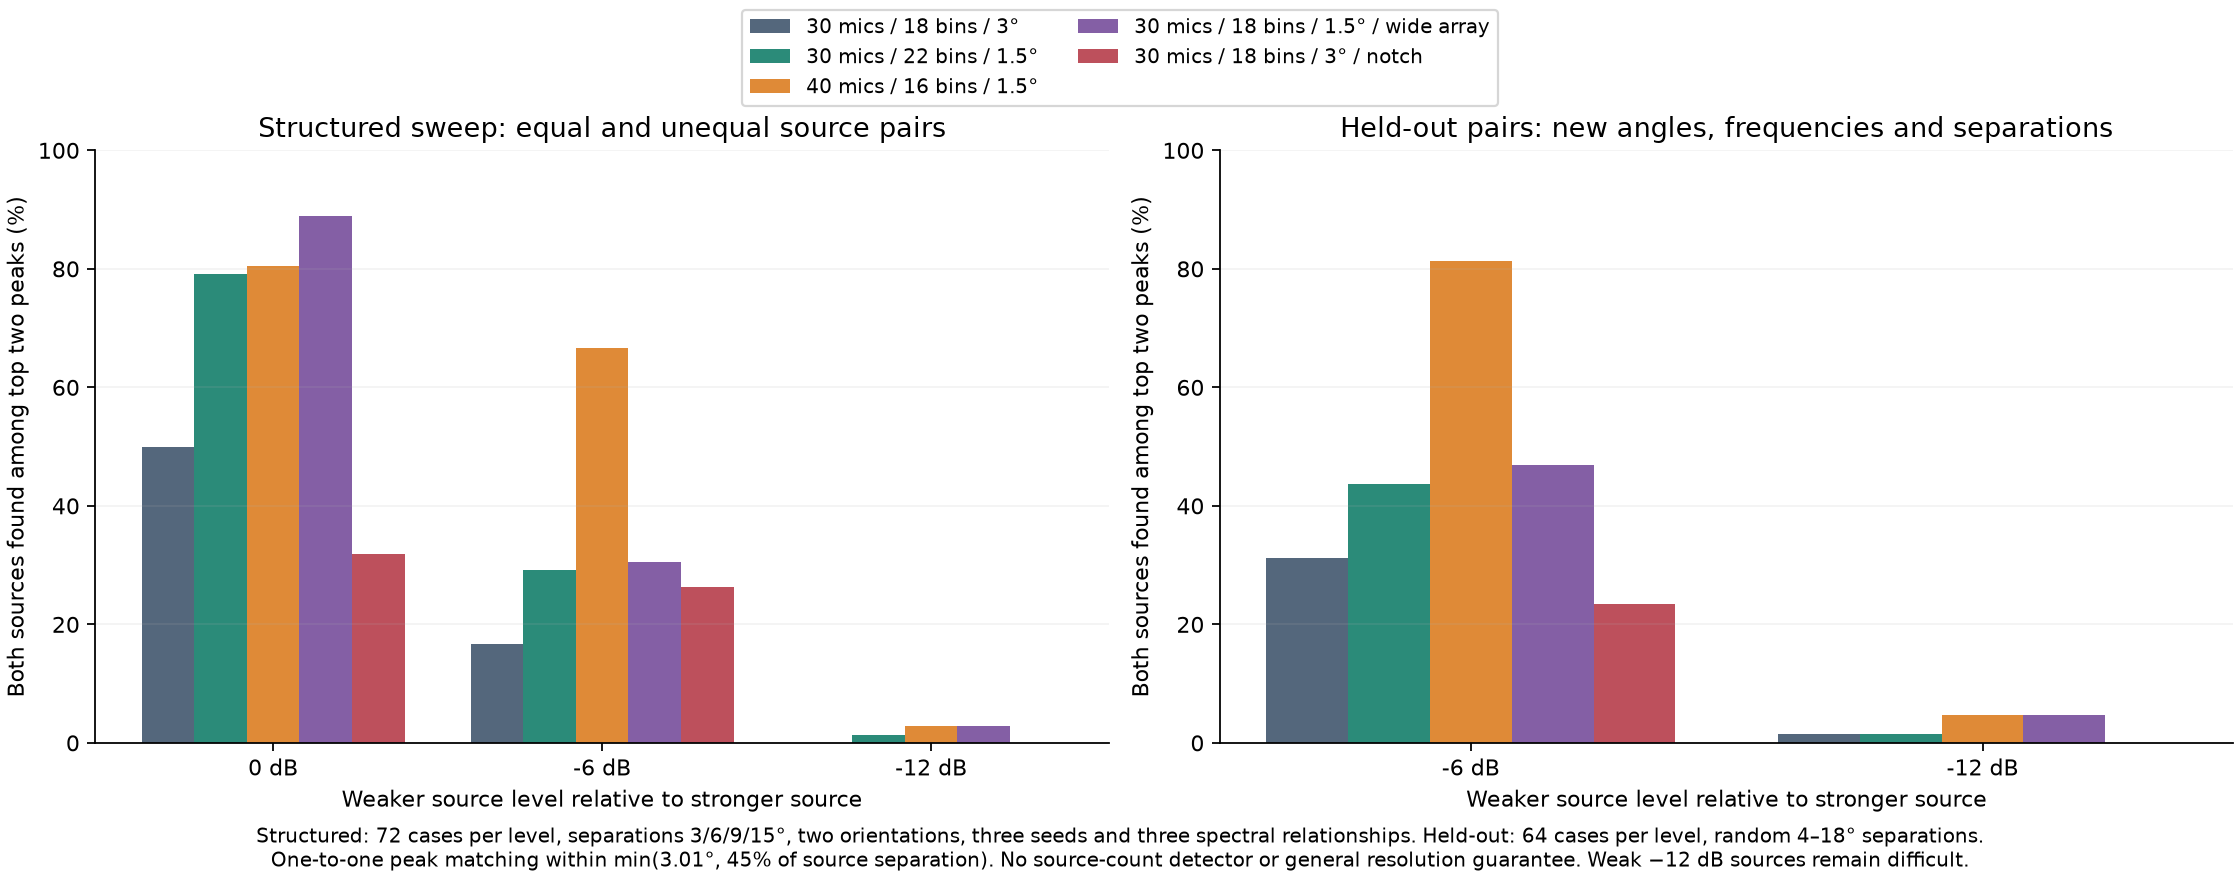 30 mics / 18 bins / 3°
30 mics / 22 bins / 1.5°
40 mics / 16 bins / 1.5°
30 mics / 18 bins / 1.5° / wide array
30 mics / 18 bins / 3° / notch
Structured sweep: equal and unequal source pairs
Both sources found among top two peaks (%)
100
80
60
40
20
0
0 dB
-6 dB
-12 dB
Weaker source level relative to stronger source
Held-out pairs: new angles, frequencies and separations
Both sources found among top two peaks (%)
100
80
60
40
20
0
-6 dB
-12 dB
Weaker source level relative to stronger source
Structured: 72 cases per level, separations 3/6/9/15°, two orientations, three seeds and three spectral relationships. Held-out: 64 cases per level, random 4–18° separations.
One-to-one peak matching within min(3.01°, 45% of source separation). No source-count detector or general resolution guarantee. Weak −12 dB sources remain difficult.